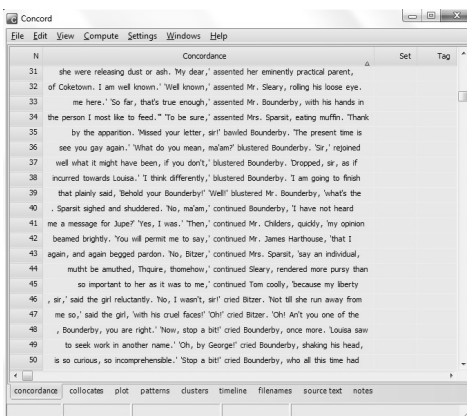 Concord
File Edit View Compute Settings Windows Help
N Concordance Set Tag
31 she were releasing dust or ash. 'My dear,' assented her eminently practical parent,
32 of Coketown. I am well known.' 'Well known,' assented Mr. Sleary, rolling his loose eye.
33 me here.' 'So far, that's true enough,' assented Mr. Bounderby, with his hands in
34 the person I most like to feed.'" 'To be sure,' assented Mrs. Sparsit, eating muffin. 'Thank
35 by the apparition. 'Missed your letter, sir!' bawled Bounderby. 'The present time is
36 see you gay again.' 'What do you mean, ma'am?' blustered Bounderby. 'Sir,' rejoined
37 well what it might have been, if you don't,' blustered Bounderby. 'Dropped, sir, as if
38 incurred towards Louisa.' 'I think differently,' blustered Bounderby. 'I am going to finish
39 that plainly said, 'Behold your Bounderby!' 'Well!' blustered Mr. Bounderby, 'what's the
40 . Sparsit sighed and shuddered. 'No, ma'am,' continued Bounderby, 'I have not heard
41 me a message for Jupe?' 'Yes, I was.' 'Then,' continued Mr. Childers, quickly, 'my opinion
42 beamed brightly. 'You will permit me to say,' continued Mr. James Harthouse, 'that I
43 again, and again begged pardon. 'No, Bitzer,' continued Mrs. Sparsit, 'say an individual,
44 mutht be amuthed, Thquire, thomehow,' continued Sleary, rendered more pursy than
45 so important to her as it was to me,' continued Tom coolly, 'because my liberty
46 , sir,' said the girl reluctantly. 'No, I wasn't, sir!' cried Bitzer. 'Not till she run away from
47 me so,' said the girl, 'with his cruel faces!' 'Oh!' cried Bitzer. 'Oh! An't you one of the
48 , Bounderby, you are right.' 'Now, stop a bit!' cried Bounderby, once more. 'Louisa saw
49 to seek work in another name.' 'Oh, by George!' cried Bounderby, shaking his head,
50 is so curious, so incomprehensible.' 'Stop a bit!' cried Bounderby, who all this time had
concordance collocates plot patterns clusters timeline filenames source text notes